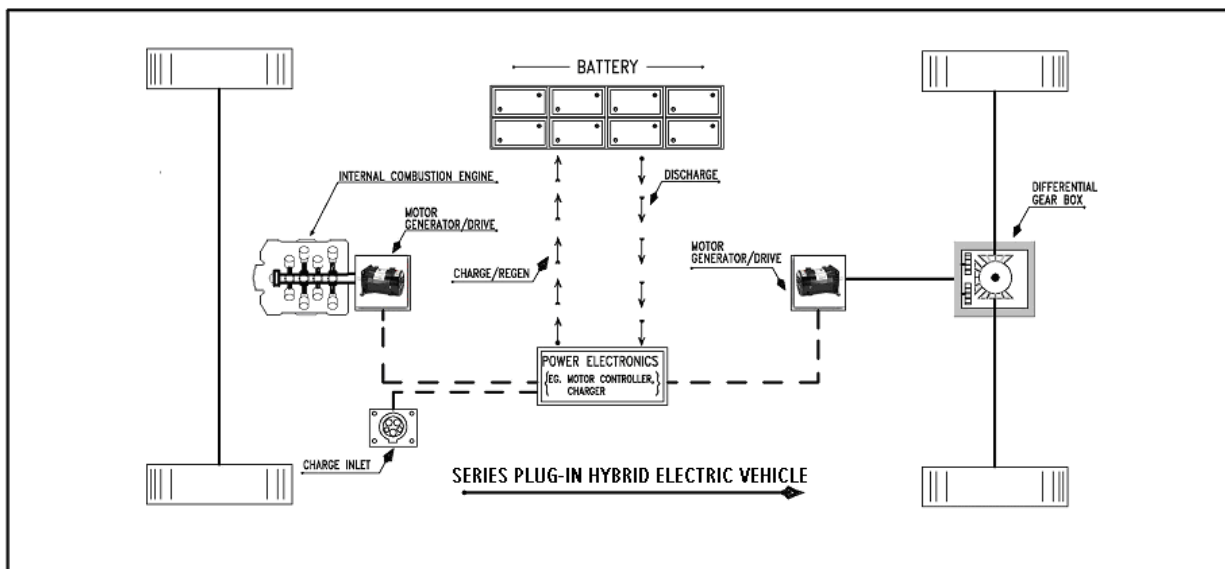 BATTERY
INTERNAL COMBUSTION ENGINE
DISCHARGE
DIFFERENTIAL
GEAR BOX
MOTOR
GENERATOR/DRIVE
MOTOR
GENERATOR/DRIVE
CHARGE/REGEN
POWER ELECTRONICS
EG. MOTOR CONTROLLER,
CHARGER
CHARGE INLET
SERIES PLUG-IN HYBRID ELECTRIC VEHICLE